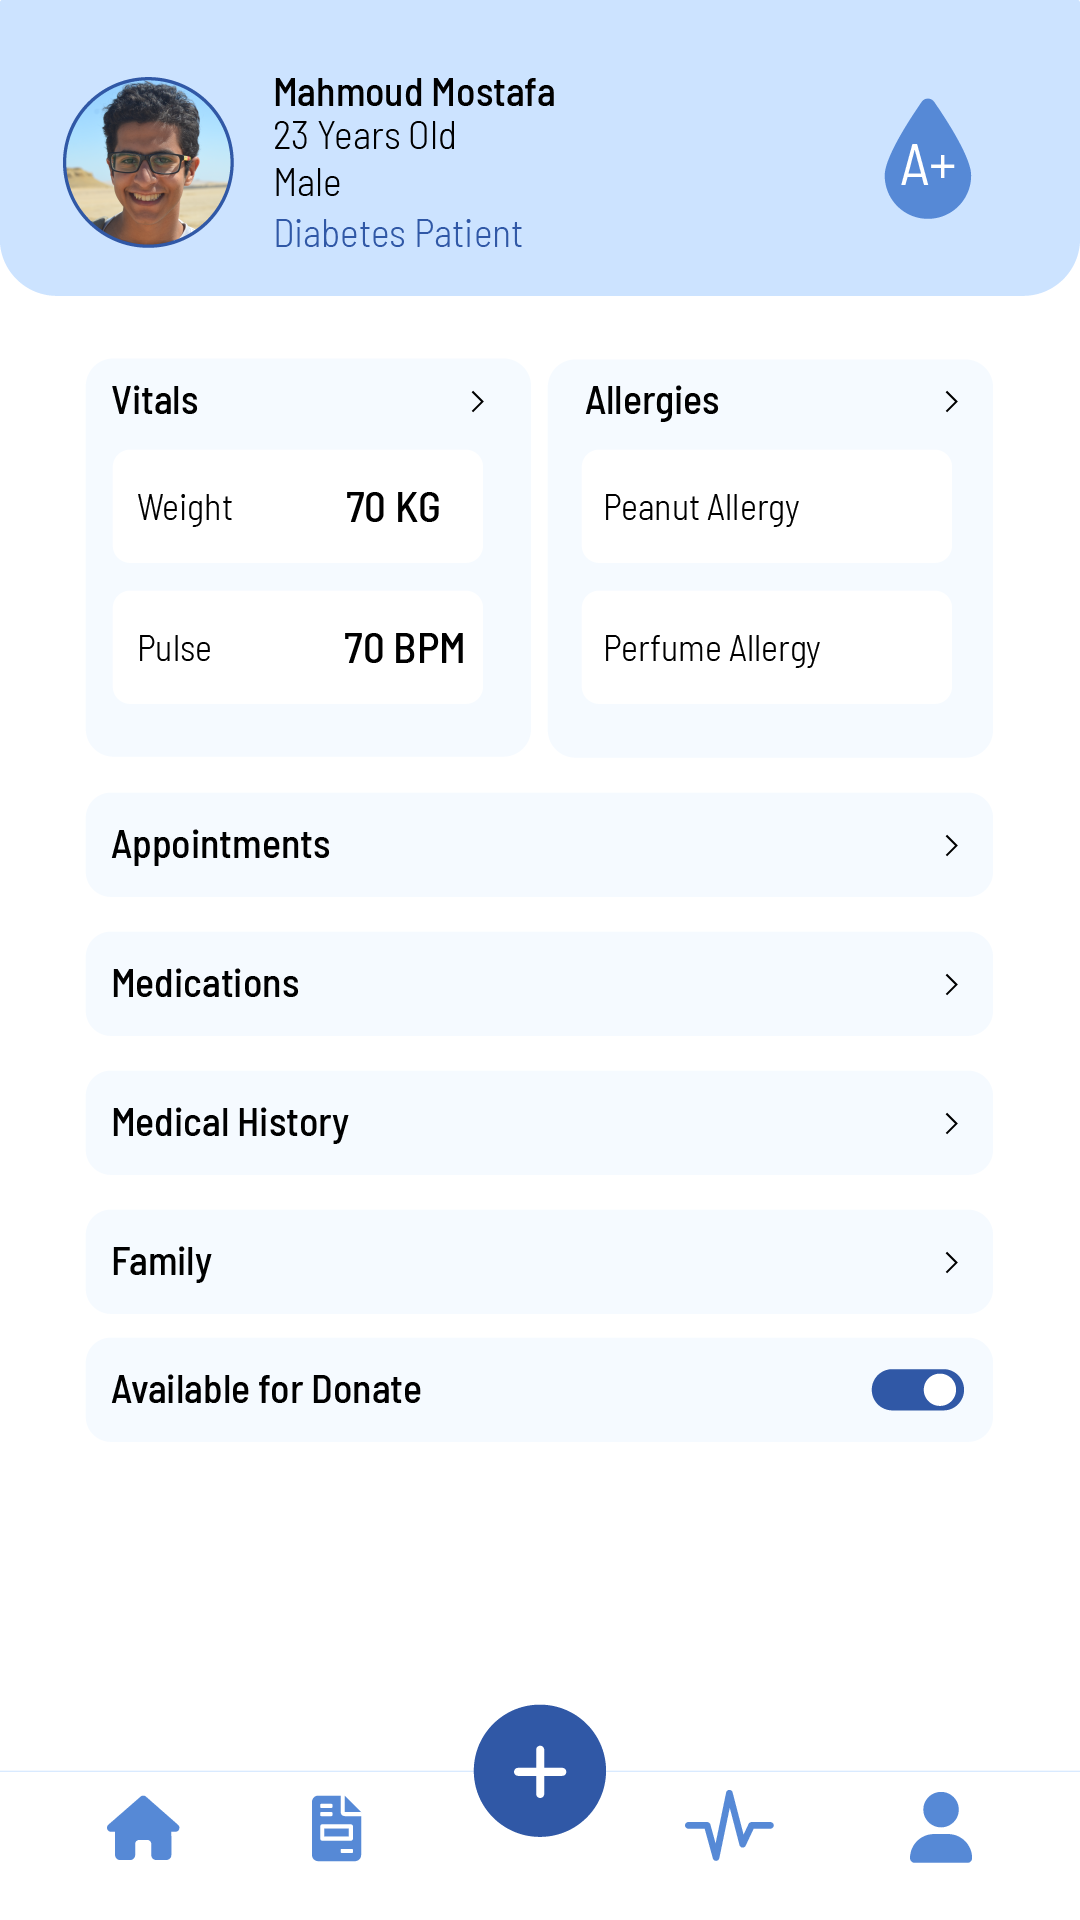 Mahmoud Mostafa
23 Years Old
Male
Diabetes Patient
A+
Vitals
Weight 70 KG
Pulse 70 BPM
Allergies
Peanut Allergy
Perfume Allergy
Appointments
Medications
Medical History
Family
Available for Donate